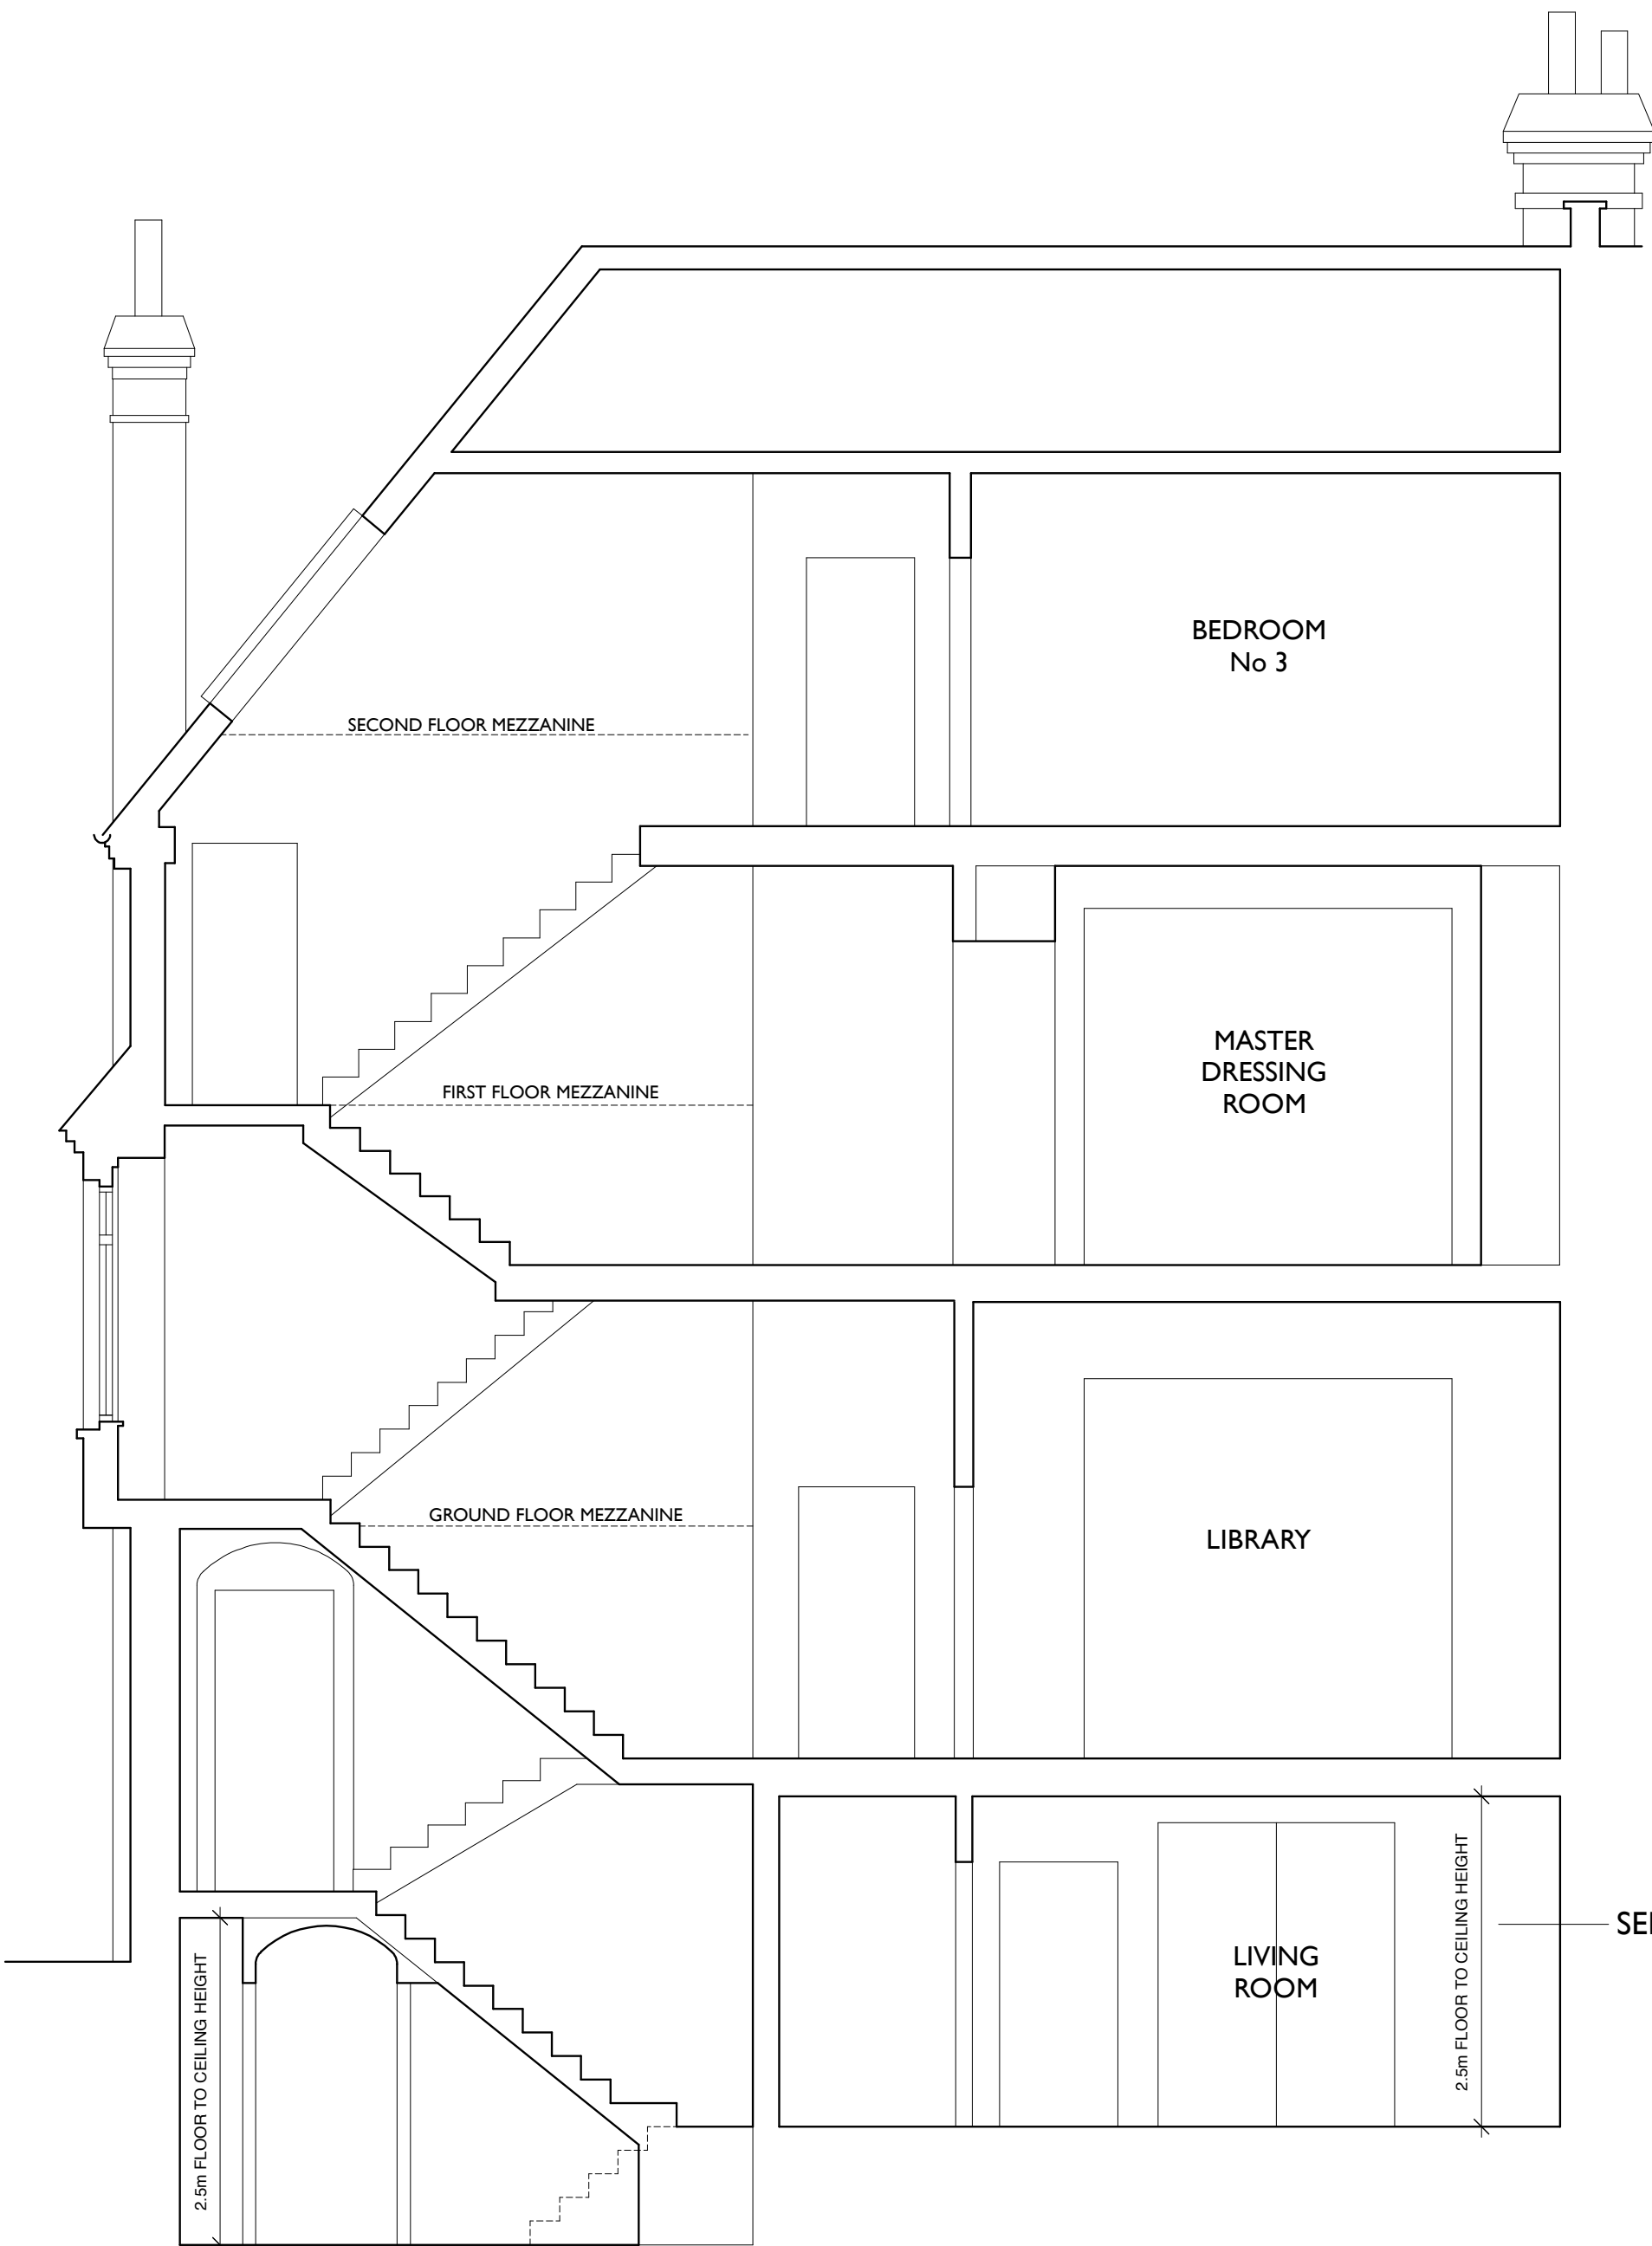 BEDROOM
No 3
SECOND FLOOR MEZZANINE
MASTER
DRESSING
ROOM
FIRST FLOOR MEZZANINE
GROUND FLOOR MEZZANINE
LIBRARY
2.5m FLOOR TO CEILING HEIGHT
LIVING
ROOM
2.5m FLOOR TO CEILING HEIGHT